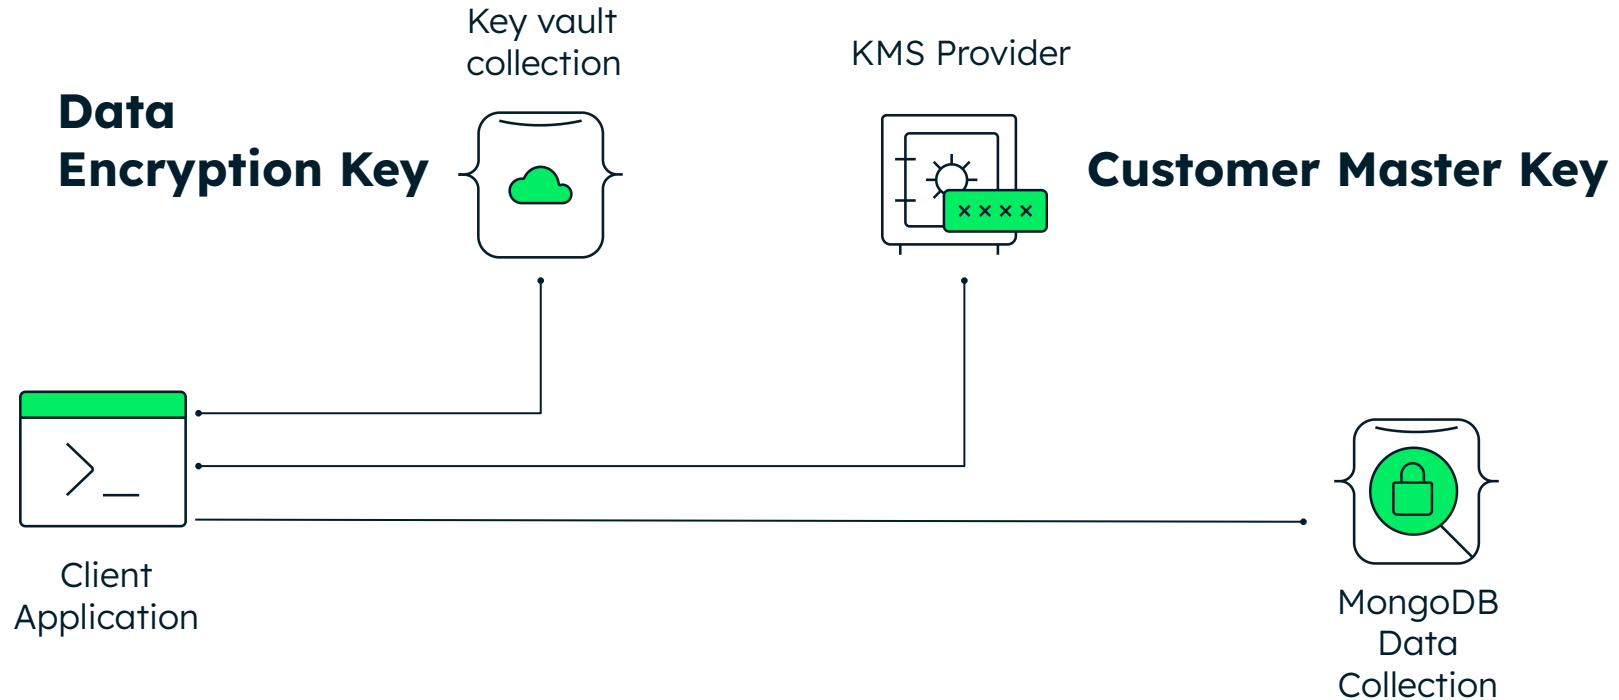 Key vault
collection
KMS Provider
Data
Encryption Key
××××
Customer Master Key
>_
Client
Application
MongoDB
Data
Collection